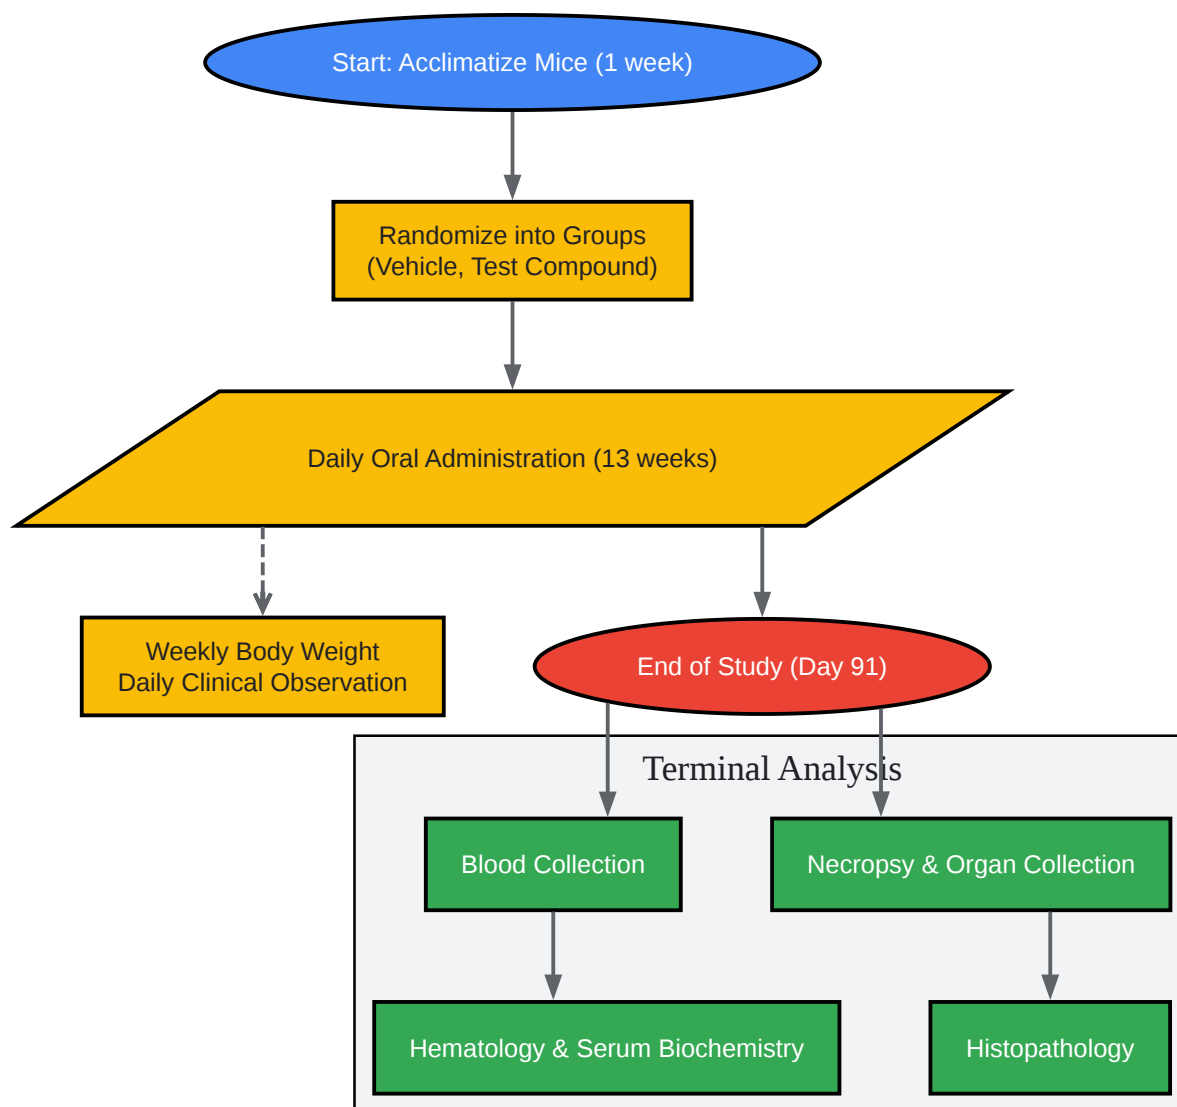 Start: Acclimatize Mice (1 week)
Randomize into Groups
(Vehicle, Test Compound)
Daily Oral Administration (13 weeks)
Weekly Body Weight
Daily Clinical Observation
End of Study (Day 91)
Terminal Analysis
Blood Collection
Necropsy & Organ Collection
Hematology & Serum Biochemistry
Histopathology